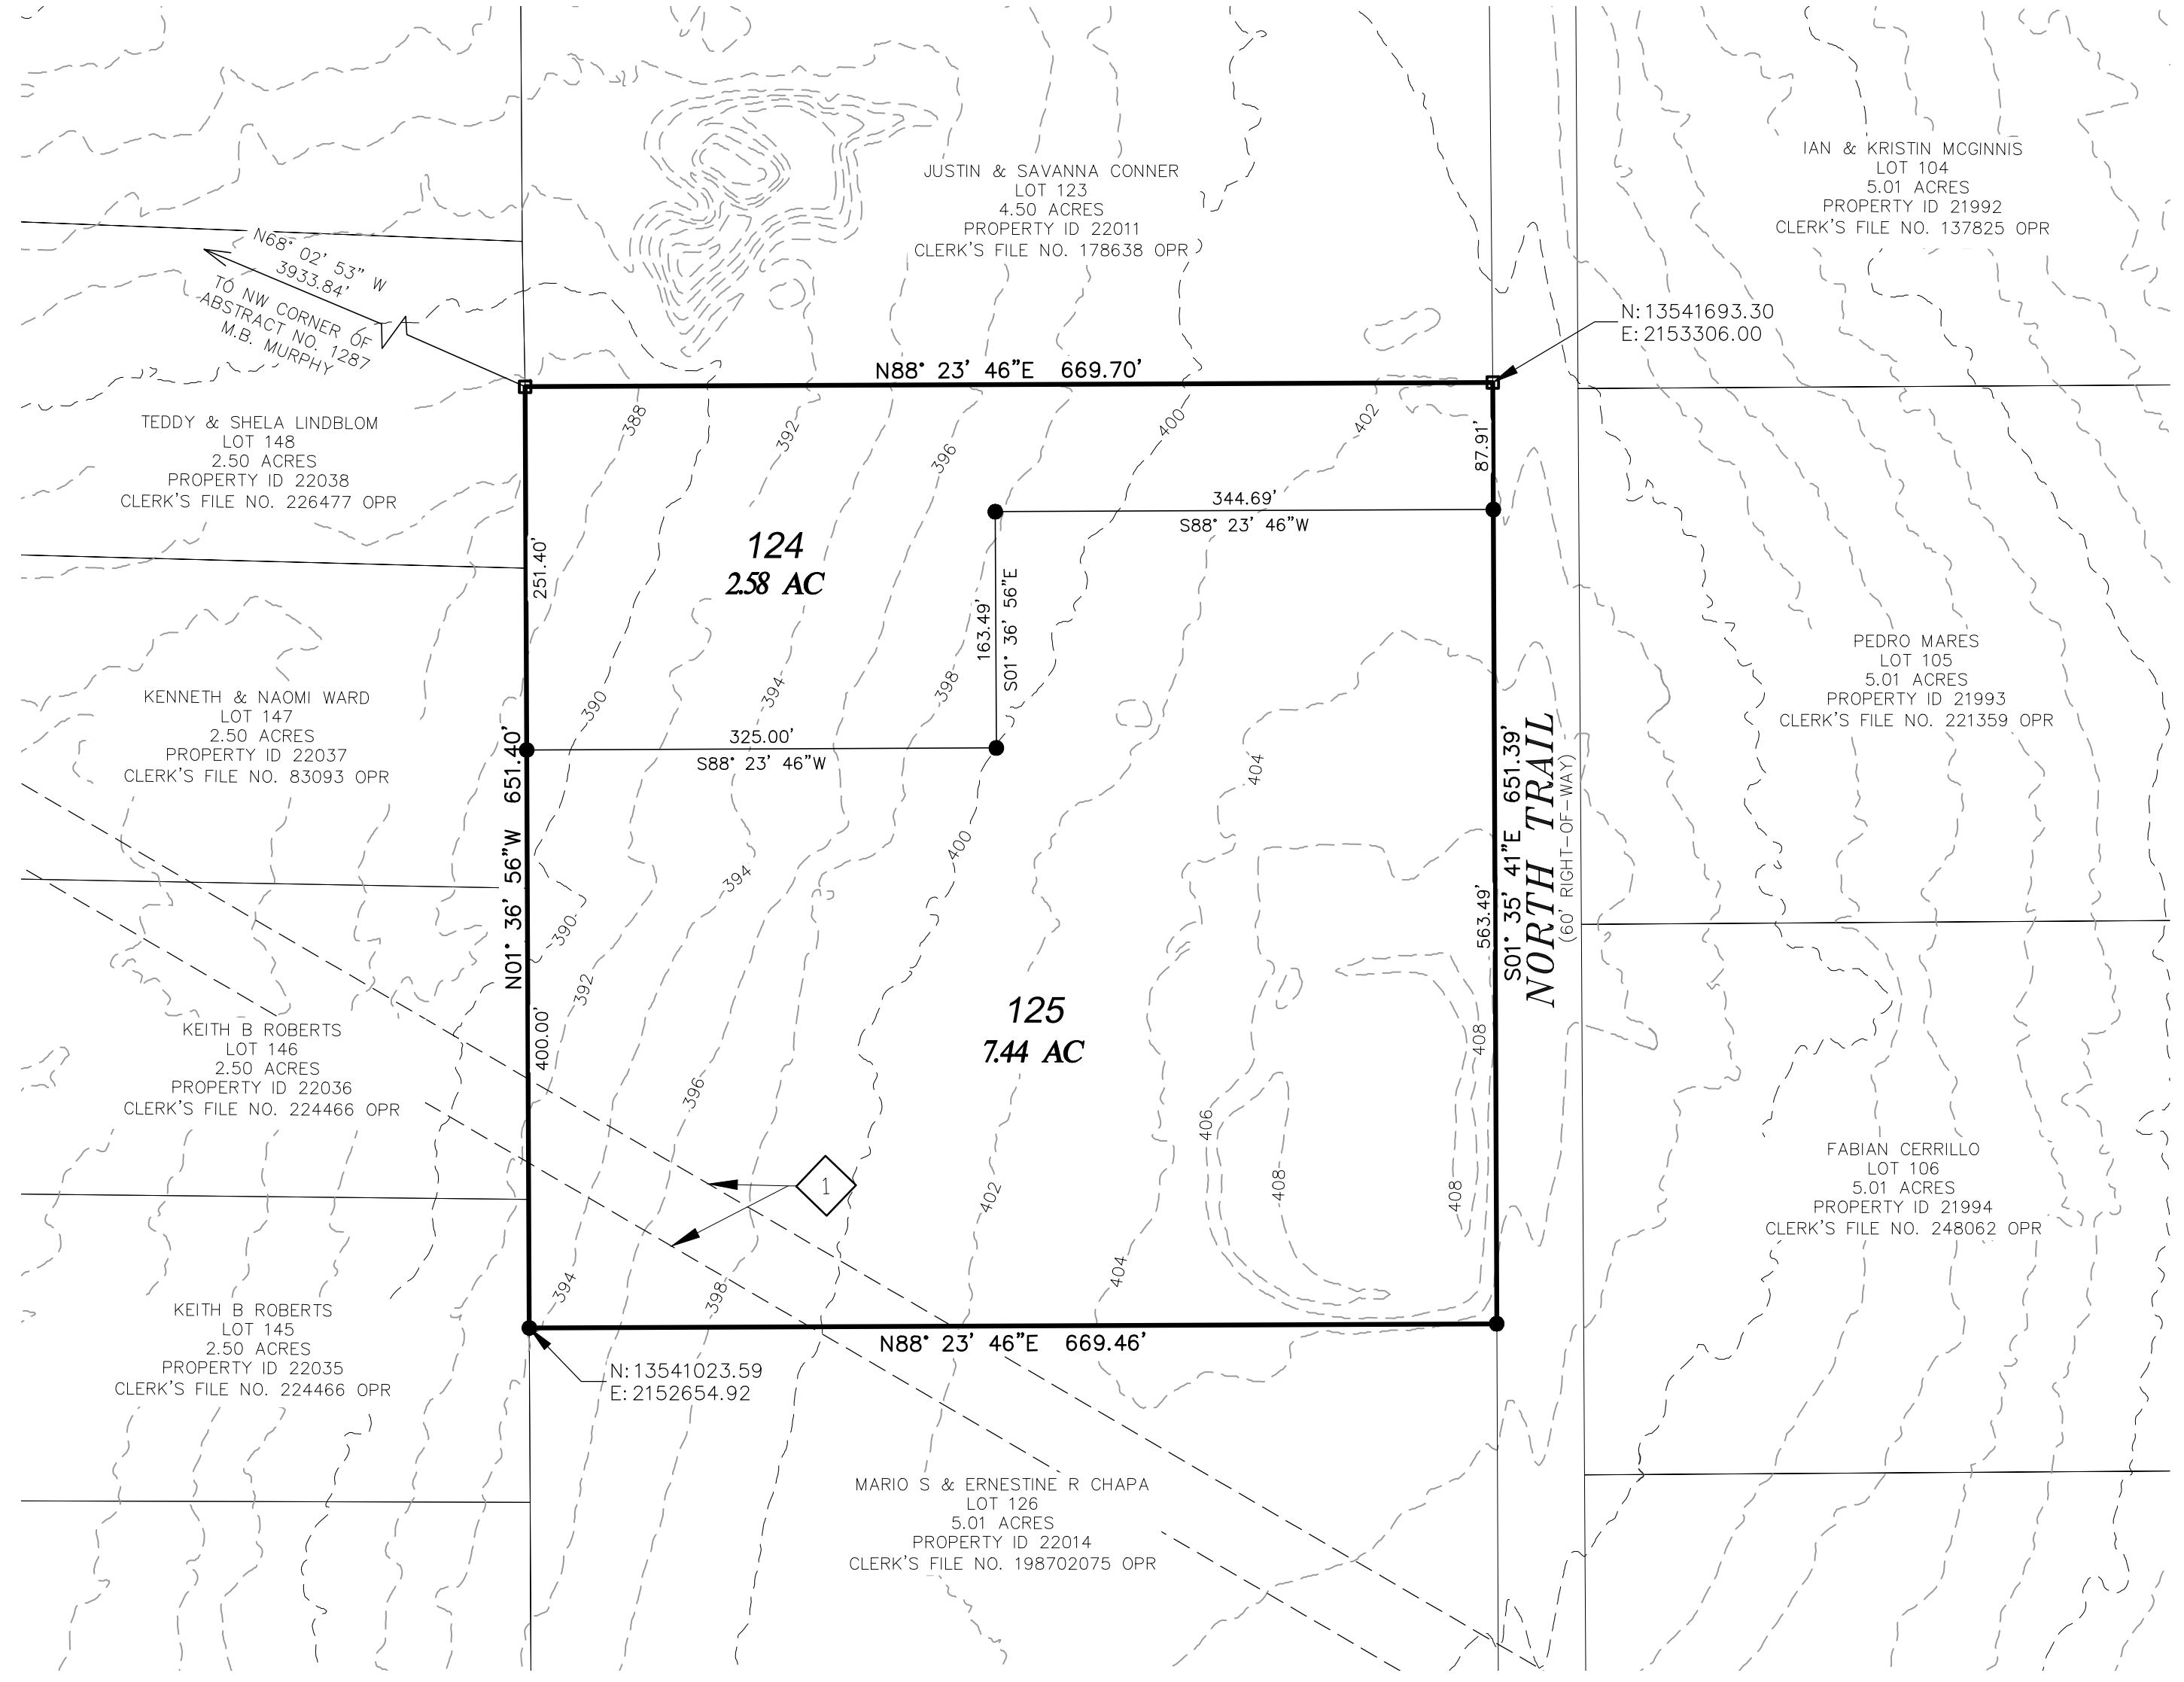 JUSTIN & SAVANNA CONNER
LOT 123
4.50 ACRES
PROPERTY ID 22011
CLERK'S FILE NO. 178638 OPR
IAN & KRISTIN MCGINNIS
LOT 104
5.01 ACRES
PROPERTY ID 21992
CLERK'S FILE NO. 137825 OPR
N68° 02' 53" W
3933.84'
TO NW CORNER OF
ABSTRACT NO. 1287
M.B. MURPHY
N:13541693.30
E:2153306.00
N88° 23' 46"E 669.70'
TEDDY & SHELA LINDBLOM
LOT 148
2.50 ACRES
PROPERTY ID 22038
CLERK'S FILE NO. 226477 OPR
388
392
396
400
402
87.91'
344.69'
S88° 23' 46"W
124
2.58 AC
251.40'
163.49'
S01° 36' 56"E
PEDRO MARES
LOT 105
5.01 ACRES
PROPERTY ID 21993
CLERK'S FILE NO. 221359 OPR
KENNETH & NAOMI WARD
LOT 147
2.50 ACRES
PROPERTY ID 22037
CLERK'S FILE NO. 83093 OPR
390
394
398
325.00'
S88° 23' 46"W
404
N01° 36' 56"W 651.40'
S01° 35' 41"E 651.39'
NORTH TRAIL
(60' RIGHT-OF-WAY)
400
394
390
392
563.49'
400.00'
125
7.44 AC
408
KEITH B ROBERTS
LOT 146
2.50 ACRES
PROPERTY ID 22036
CLERK'S FILE NO. 224466 OPR
396
406
1
402
408
408
FABIAN CERRILLO
LOT 106
5.01 ACRES
PROPERTY ID 21994
CLERK'S FILE NO. 248062 OPR
394
398
404
KEITH B ROBERTS
LOT 145
2.50 ACRES
PROPERTY ID 22035
CLERK'S FILE NO. 224466 OPR
N88° 23' 46"E 669.46'
N:13541023.59
E:2152654.92
MARIO S & ERNESTINE R CHAPA
LOT 126
5.01 ACRES
PROPERTY ID 22014
CLERK'S FILE NO. 198702075 OPR